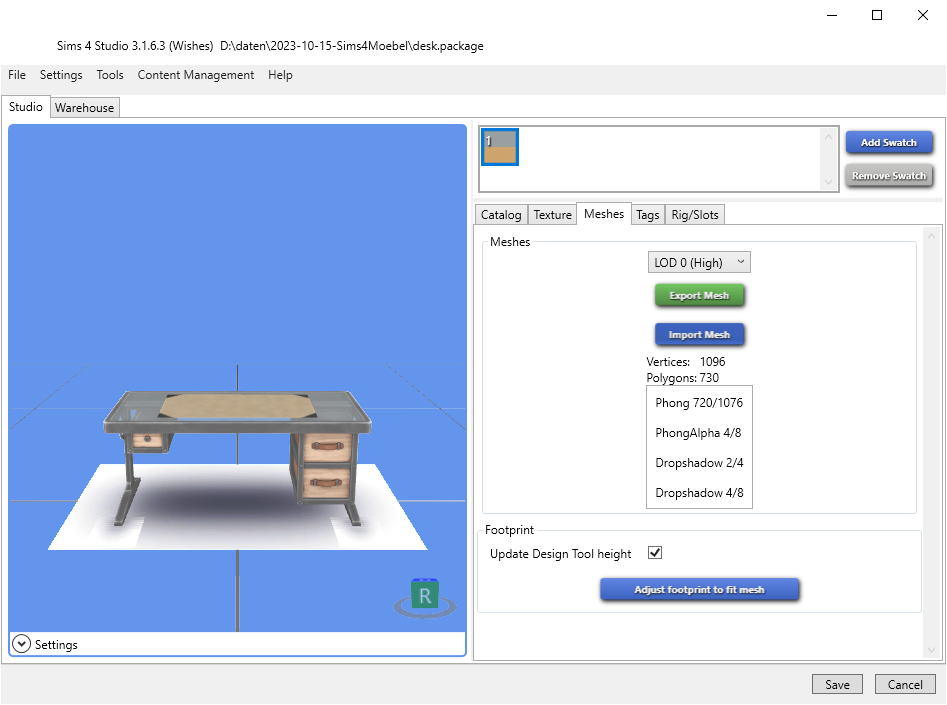 Sims 4 Studio 3.1.6.3 (Wishes)  D:\daten\2023-10-15-Sims4Moebel\desk.package
File Settings Tools Content Management Help
Studio Warehouse
1
Add Swatch
Remove Swatch
Catalog Texture Meshes Tags Rig/Slots
Meshes
LOD 0 (High)
Export Mesh
Import Mesh
Vertices: 1096
Polygons: 730
Phong 720/1076
PhongAlpha 4/8
Dropshadow 2/4
Dropshadow 4/8
Footprint
Update Design Tool height
Adjust footprint to fit mesh
R
Settings
Save Cancel